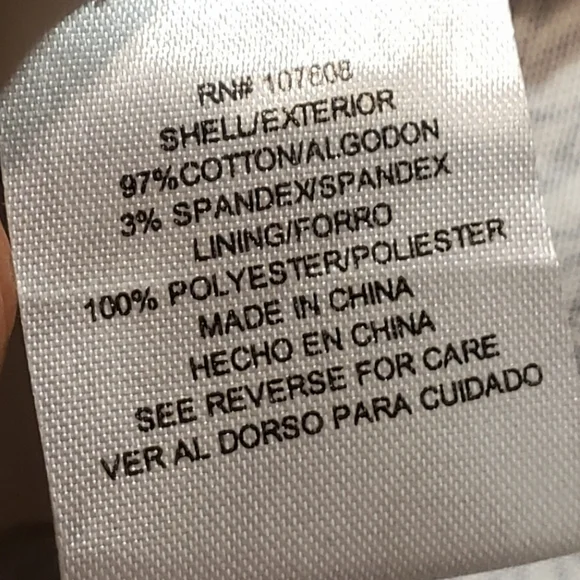 RN# 107608
SHELL/EXTERIOR
97%COTTON/ALGODON
3% SPANDEX/SPANDEX
LINING/FORRO
100% POLYESTER/POLIESTER
MADE IN CHINA
HECHO EN CHINA
SEE REVERSE FOR CARE
VER AL DORSO PARA CUIDADO